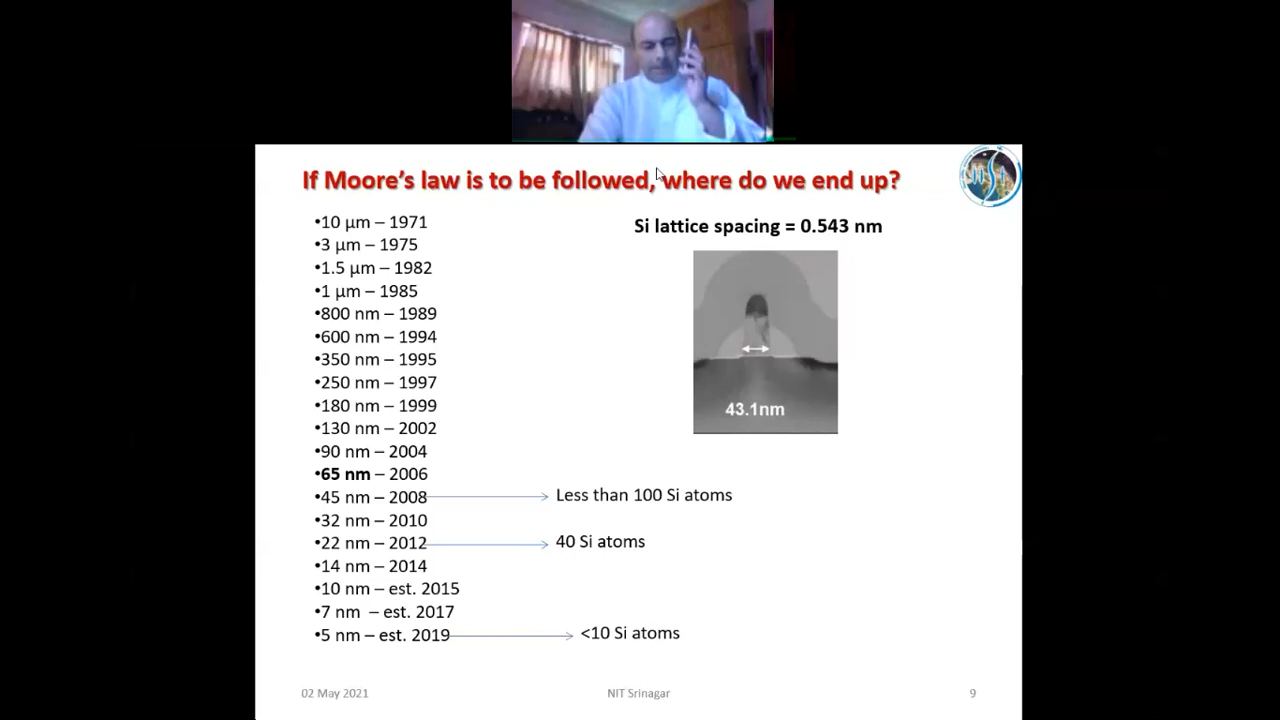 If Moore's law is to be followed, where do we end up?
•10 µm – 1971
•3 µm – 1975
•1.5 µm – 1982
•1 µm – 1985
•800 nm – 1989
•600 nm – 1994
•350 nm – 1995
•250 nm – 1997
•180 nm – 1999
•130 nm – 2002
•90 nm – 2004
•65 nm – 2006
•45 nm – 2008
•32 nm – 2010
•22 nm – 2012
•14 nm – 2014
•10 nm – est. 2015
•7 nm – est. 2017
•5 nm – est. 2019
Si lattice spacing = 0.543 nm
43.1nm
Less than 100 Si atoms
40 Si atoms
<10 Si atoms
02 May 2021
NIT Srinagar
9